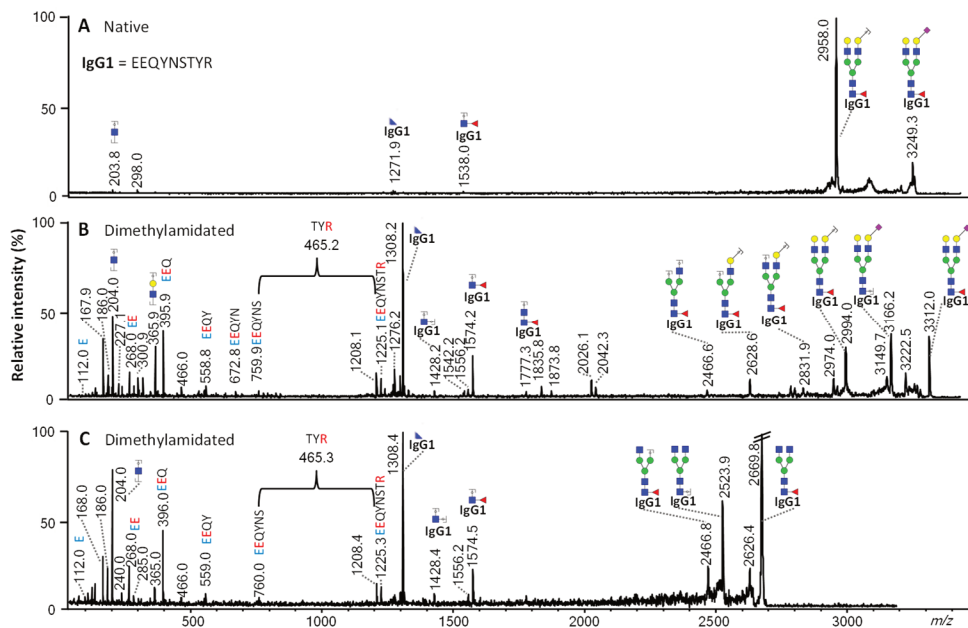 A Native
100
IgG1 = EEQYNSTYR
50
0
203.8
298.0
1271.9
IgG1
1538.0
IgG1
2958.0
IgG1
3249.3
IgG1
Relative intensity (%)
B Dimethylamidated
100
50
0
112.0 E
167.9
186.0
204.0
227.1
268.0 EE
300.9
365.9
395.9 EEQ
466.0
558.8 EEQY
672.8 EEQYN
759.9 EEQYNS
TYR
465.2
1208.1
1225.1 EEQYNSTR
1276.2
1308.2
IgG1
1428.2
IgG1
1542.2
1556.2
1574.2
IgG1
1777.3
IgG1
1835.8
1873.8
2026.1
2042.3
2466.6
IgG1
2628.6
IgG1
2831.9
IgG1
2974.0
2994.0
IgG1
3149.7
3166.2
IgG1
3222.5
3312.0
IgG1
C Dimethylamidated
100
50
0
112.0 E
168.0
186.0
204.0
240.0
268.0 EE
285.0
365.0
396.0 EEQ
466.0
559.0 EEQY
760.0 EEQYNS
TYR
465.3
1208.4
1225.3 EEQYNSTR
1308.4
IgG1
1428.4
IgG1
1556.2
1574.5
IgG1
2466.8
IgG1
2523.9
IgG1
2626.4
2669.8
IgG1
500
1000
1500
2000
2500
3000
m/z